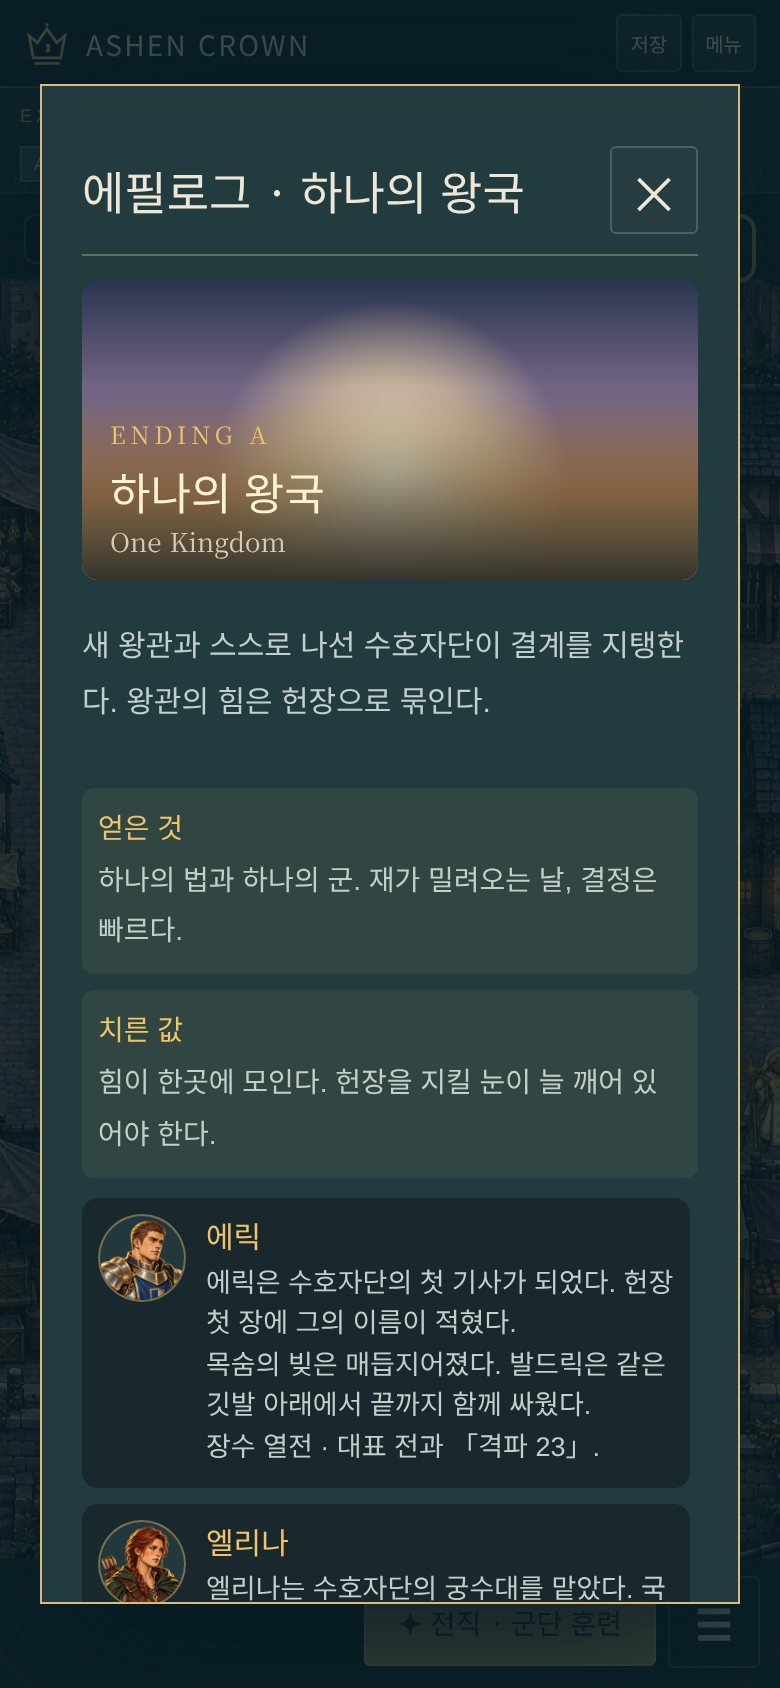 ASHEN CROWN
저장
메뉴
에필로그 · 하나의 왕국
ENDING A
하나의 왕국
One Kingdom
새 왕관과 스스로 나선 수호자단이 결계를 지탱한
다. 왕관의 힘은 헌장으로 묶인다.
얻은 것
하나의 법과 하나의 군. 재가 밀려오는 날, 결정은
빠르다.
치른 값
힘이 한곳에 모인다. 헌장을 지킬 눈이 늘 깨어 있
어야 한다.
에릭
에릭은 수호자단의 첫 기사가 되었다. 헌장
첫 장에 그의 이름이 적혔다.
목숨의 빚은 매듭지어졌다. 발드릭은 같은
깃발 아래에서 끝까지 함께 싸웠다.
장수 열전 · 대표 전과 「격파 23」.
엘리나
엘리나는 수호자단의 궁수대를 맡았다. 국
✦ 전직 · 군단 훈련